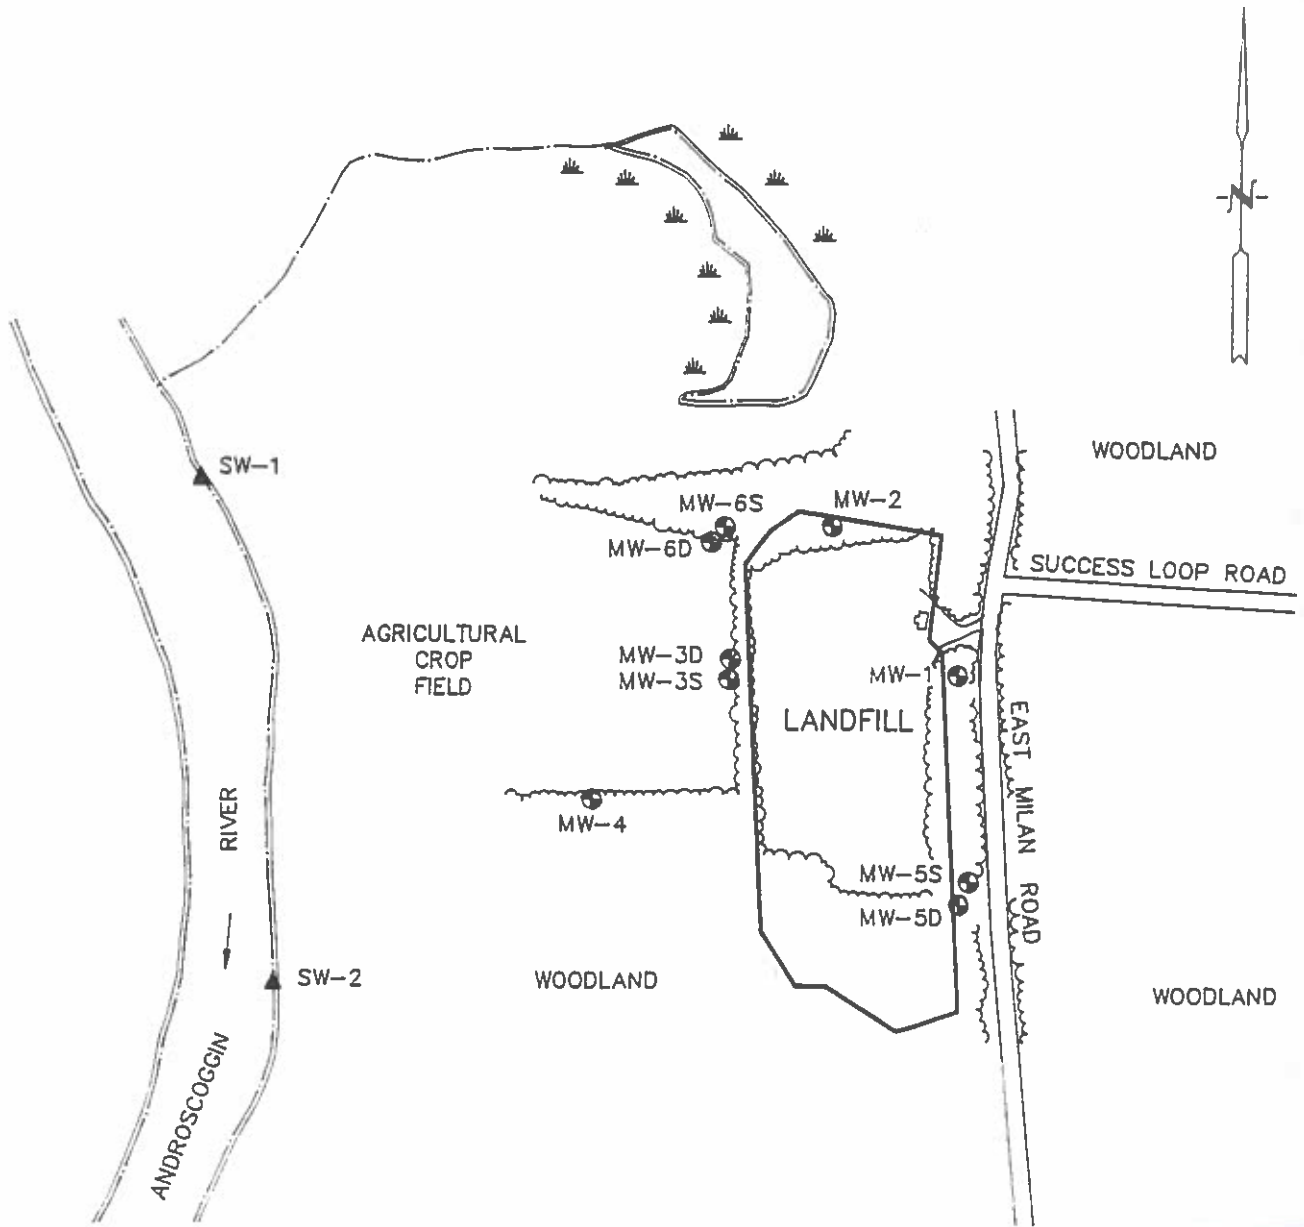 N
SW-1
WOODLAND
MW-6S
MW-2
MW-6D
SUCCESS LOOP ROAD
AGRICULTURAL
CROP
FIELD
MW-3D
MW-3S
MW-1
LANDFILL
EAST MILAN ROAD
RIVER
MW-4
MW-5S
MW-5D
SW-2
WOODLAND
WOODLAND
ANDROSCOGGIN